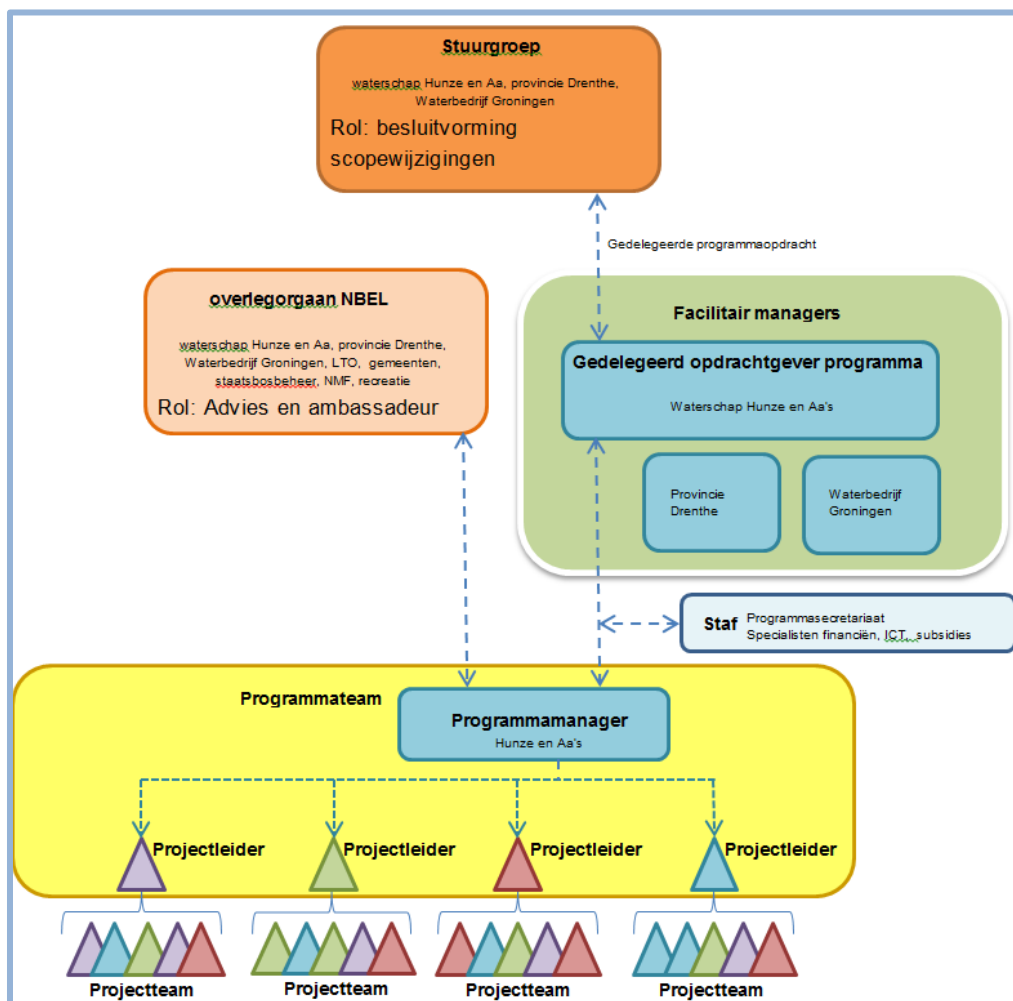 Stuurgroep
waterschap Hunze en Aa, provincie Drenthe,
Waterbedrijf Groningen
Rol: besluitvorming
scopewijzigingen
Gedelegeerde programmaopdracht
overlegorgaan NBEL
waterschap Hunze en Aa, provincie Drenthe,
Waterbedrijf Groningen, LTO, gemeenten,
staatsbosbeheer, NMF, recreatie
Rol: Advies en ambassadeur
Facilitair managers
Gedelegeerd opdrachtgever programma
Waterschap Hunze en Aa's
Provincie
Drenthe
Waterbedrijf
Groningen
Staf
Programmasecretariaat
Specialisten financiën, ICT, subsidies
Programmateam
Programmamanager
Hunze en Aa's
Projectleider
Projectleider
Projectleider
Projectleider
Projectteam
Projectteam
Projectteam
Projectteam